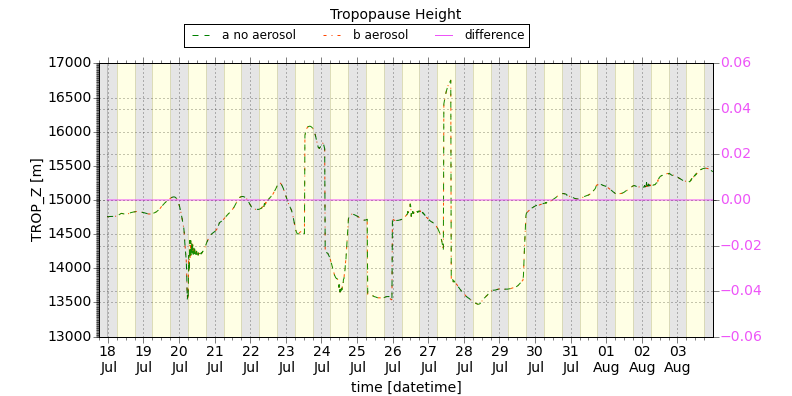 Tropopause Height
a no aerosol b aerosol difference
17000
16500
16000
15500
15000
14500
14000
13500
13000
TROP_Z [m]
0.06
0.04
0.02
0.00
−0.02
−0.04
−0.06
18 19 20 21 22 23 24 25 26 27 28 29 30 31 01 02 03
Jul Jul Jul Jul Jul Jul Jul Jul Jul Jul Jul Jul Jul Jul Aug Aug Aug
time [datetime]